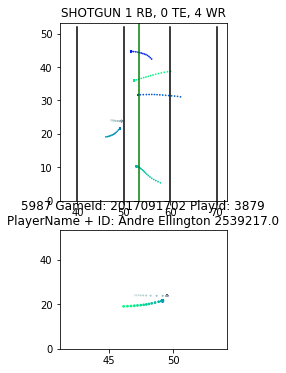 SHOTGUN 1 RB, 0 TE, 4 WR
50
40
30
20
10
0
40 50 60 70
5987 GameId: 2017091702 PlayId: 3879
PlayerName + ID: Andre Ellington 2539217.0
40
20
0
45 50